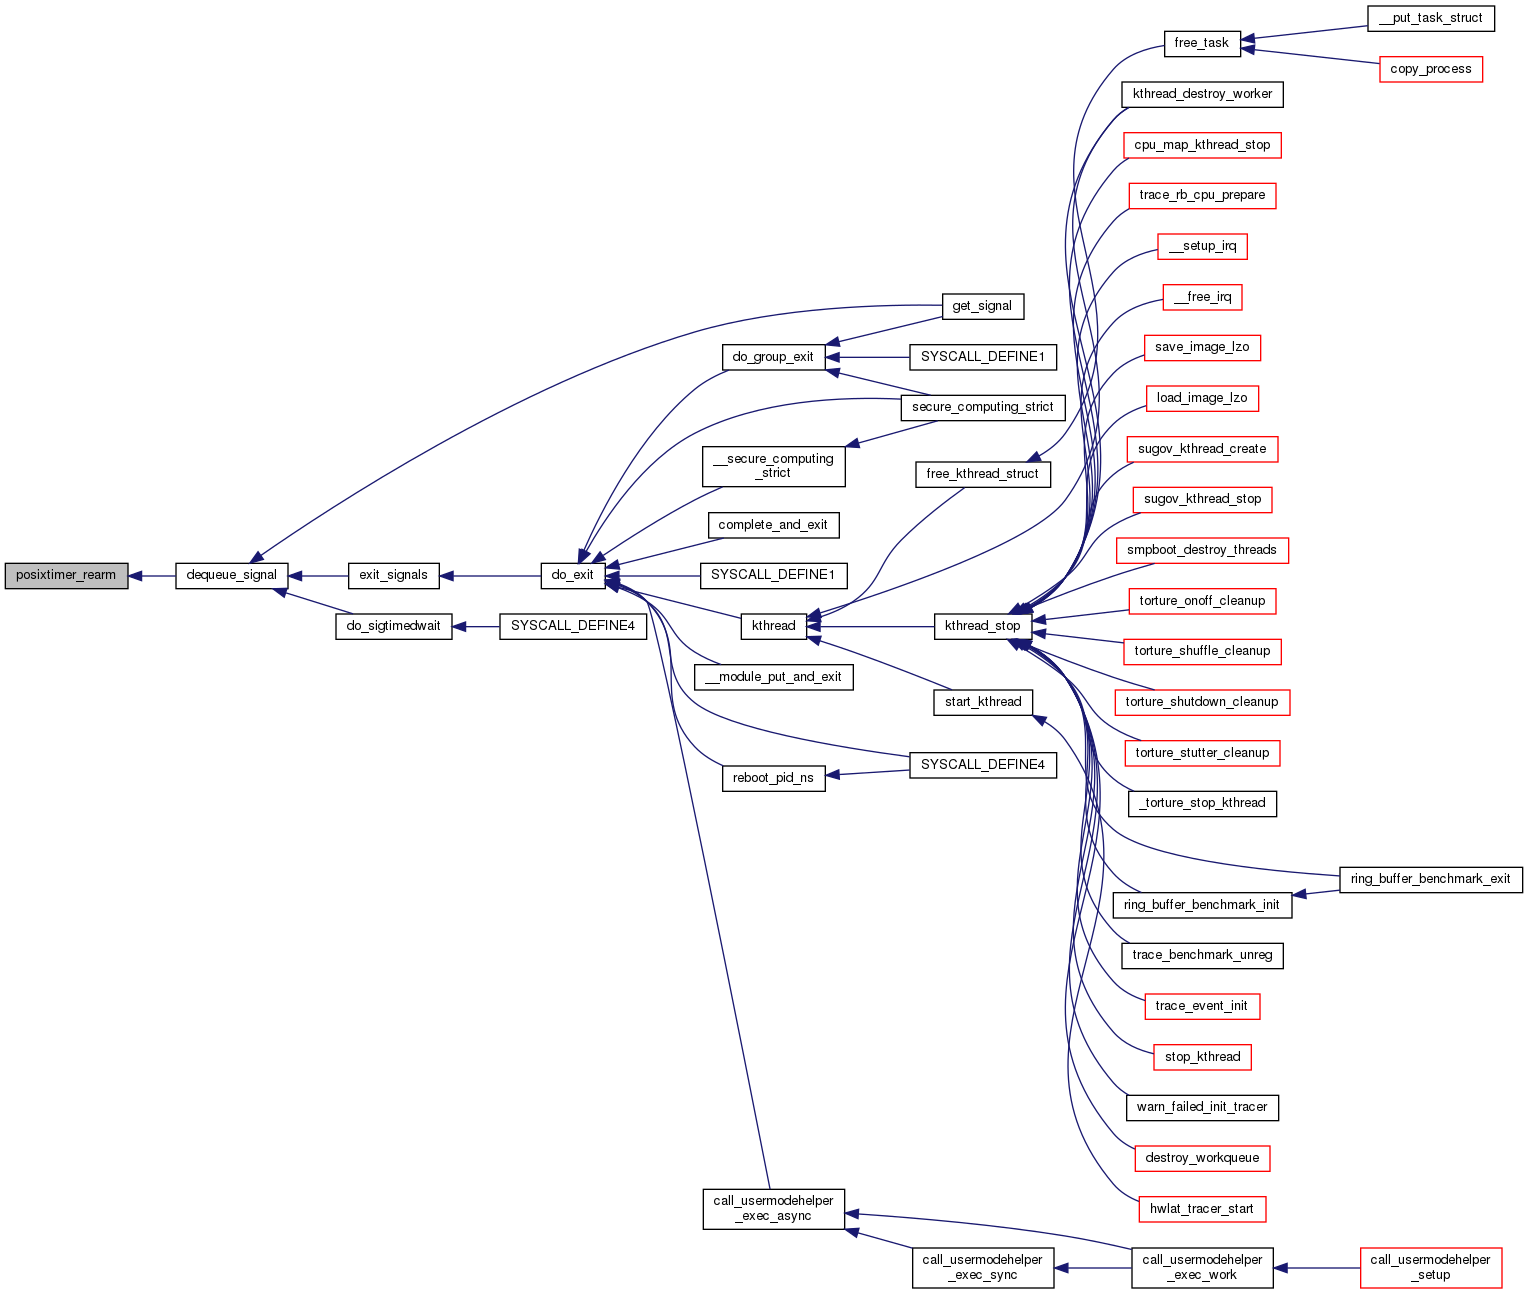 __put_task_struct
free_task
copy_process
kthread_destroy_worker
cpu_map_kthread_stop
trace_rb_cpu_prepare
__setup_irq
__free_irq
get_signal
save_image_lzo
do_group_exit
SYSCALL_DEFINE1
load_image_lzo
secure_computing_strict
sugov_kthread_create
__secure_computing
_strict
free_kthread_struct
sugov_kthread_stop
complete_and_exit
smpboot_destroy_threads
posixtimer_rearm
dequeue_signal
exit_signals
do_exit
SYSCALL_DEFINE1
torture_onoff_cleanup
do_sigtimedwait
SYSCALL_DEFINE4
kthread
kthread_stop
torture_shuffle_cleanup
__module_put_and_exit
start_kthread
torture_shutdown_cleanup
torture_stutter_cleanup
reboot_pid_ns
SYSCALL_DEFINE4
_torture_stop_kthread
ring_buffer_benchmark_exit
ring_buffer_benchmark_init
trace_benchmark_unreg
trace_event_init
stop_kthread
warn_failed_init_tracer
destroy_workqueue
call_usermodehelper
_exec_async
hwlat_tracer_start
call_usermodehelper
_exec_sync
call_usermodehelper
_exec_work
call_usermodehelper
_setup